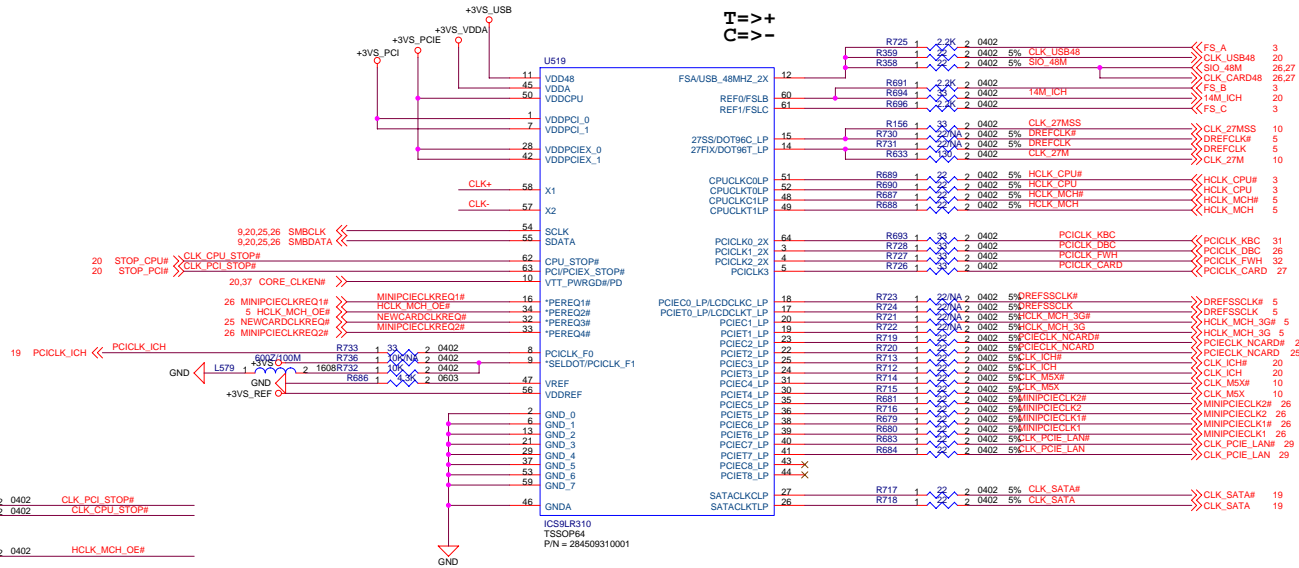 T=>+
C=>-
+3VS_USB
+3VS_VDDA
+3VS_PCIE
+3VS_PCI
U519
11 VDD48
45 VDDA
50 VDDCPU
1 VDDPCI_0
7 VDDPCI_1
28 VDDPCIEX_0
42 VDDPCIEX_1
CLK+ 58 X1
CLK- 57 X2
9,20,25,26 SMBCLK 54 SCLK
9,20,25,26 SMBDATA 55 SDATA
20 STOP_CPU# CLK_CPU_STOP# 62 CPU_STOP#
20 STOP_PCI# CLK_PCI_STOP# 63 PCI/PCIEX_STOP#
20,37 CORE_CLKEN# 10 VTT_PWRGD#/PD
26 MINIPCIECLKREQ1# MINIPCIECLKREQ1# 16 *PEREQ1#
5 HCLK_MCH_OE# HCLK_MCH_OE# 34 *PEREQ2#
25 NEWCARDCLKREQ# NEWCARDCLKREQ# 32 *PEREQ3#
26 MINIPCIECLKREQ2# MINIPCIECLKREQ2# 33 *PEREQ4#
19 PCICLK_ICH PCICLK_ICH R733 1 33 2 0402 8 PCICLK_F0
600Z/100M +3VS R736 1 10K/NA 2 0402 9 *SELDOT/PCICLK_F1
GND L579 1 2 1608 R732 1 10K 2 0402
GND R686 1 4.3K 2 0603 47 VREF
+3VS_REF 56 VDDREF
2 GND_0
6 GND_1
13 GND_2
21 GND_3
29 GND_4
37 GND_5
53 GND_6
59 GND_7
46 GNDA
GND
ICS9LR310
TSSOP64
P/N = 284509310001
2 0402 CLK_PCI_STOP#
2 0402 CLK_CPU_STOP#
2 0402 HCLK_MCH_OE#
FSA/USB_48MHZ_2X 12
R725 1 2.2K 2 0402 FS_A 3
R359 1 22 2 0402 5% CLK_USB48 CLK_USB48 20
R358 1 22 2 0402 5% SIO_48M SIO_48M 26,27
CLK_CARD48 26,27
R691 1 2.2K 2 0402 FS_B 3
REF0/FSLB 60 R694 1 33 2 0402 14M_ICH 20
REF1/FSLC 61 R696 1 2.2K 2 0402 FS_C 3
R156 1 33 2 0402 CLK_27MSS CLK_27MSS 10
27SS/DOT96C_LP 15 R730 1 22/NA 2 0402 5% DREFCLK# DREFCLK# 5
27FIX/DOT96T_LP 14 R731 1 22/NA 2 0402 5% DREFCLK DREFCLK 5
R633 1 130 2 0402 CLK_27M CLK_27M 10
CPUCLKC0LP 51 R689 1 22 2 0402 5% HCLK_CPU# HCLK_CPU# 3
CPUCLKT0LP 52 R690 1 22 2 0402 5% HCLK_CPU HCLK_CPU 3
CPUCLKC1LP 48 R687 1 22 2 0402 5% HCLK_MCH# HCLK_MCH# 5
CPUCLKT1LP 49 R688 1 22 2 0402 5% HCLK_MCH HCLK_MCH 5
PCICLK0_2X 64 R693 1 33 2 0402 PCICLK_KBC PCICLK_KBC 31
PCICLK1_2X 3 R728 1 33 2 0402 PCICLK_DBC PCICLK_DBC 26
PCICLK2_2X 4 R727 1 33 2 0402 PCICLK_FWH PCICLK_FWH 32
PCICLK3 5 R726 1 33 2 0402 PCICLK_CARD PCICLK_CARD 27
PCIEC0_LP/LCDCLKC_LP 18 R723 1 22/NA 2 0402 5% DREFSSCLK# DREFSSCLK# 5
PCIET0_LP/LCDCLKT_LP 17 R724 1 22/NA 2 0402 5% DREFSSCLK DREFSSCLK 5
PCIEC1_LP 20 R721 1 22/NA 2 0402 5% HCLK_MCH_3G# HCLK_MCH_3G# 5
PCIET1_LP 19 R722 1 22/NA 2 0402 5% HCLK_MCH_3G HCLK_MCH_3G 5
PCIEC2_LP 23 R719 1 22 2 0402 5% PCIECLK_NCARD# PCIECLK_NCARD# 2
PCIET2_LP 22 R720 1 22 2 0402 5% PCIECLK_NCARD PCIECLK_NCARD 25
PCIEC3_LP 25 R713 1 22 2 0402 5% CLK_ICH# CLK_ICH# 20
PCIET3_LP 24 R712 1 22 2 0402 5% CLK_ICH CLK_ICH 20
PCIEC4_LP 31 R714 1 22 2 0402 5% CLK_M5X# CLK_M5X# 10
PCIET4_LP 30 R715 1 22 2 0402 5% CLK_M5X CLK_M5X 10
PCIEC5_LP 35 R681 1 22 2 0402 5% MINIPCIECLK2# MINIPCIECLK2# 26
PCIET5_LP 36 R716 1 22 2 0402 5% MINIPCIECLK2 MINIPCIECLK2 26
PCIEC6_LP 38 R679 1 22 2 0402 5% MINIPCIECLK1# MINIPCIECLK1# 26
PCIET6_LP 39 R680 1 22 2 0402 5% MINIPCIECLK1 MINIPCIECLK1 26
PCIEC7_LP 40 R683 1 22 2 0402 5% CLK_PCIE_LAN# CLK_PCIE_LAN# 29
PCIET7_LP 41 R684 1 22 2 0402 5% CLK_PCIE_LAN CLK_PCIE_LAN 29
PCIEC8_LP 43
PCIET8_LP 44
SATACLKCLP 27 R717 1 22 2 0402 5% CLK_SATA# CLK_SATA# 19
SATACLKTLP 26 R718 1 22 2 0402 5% CLK_SATA CLK_SATA 19